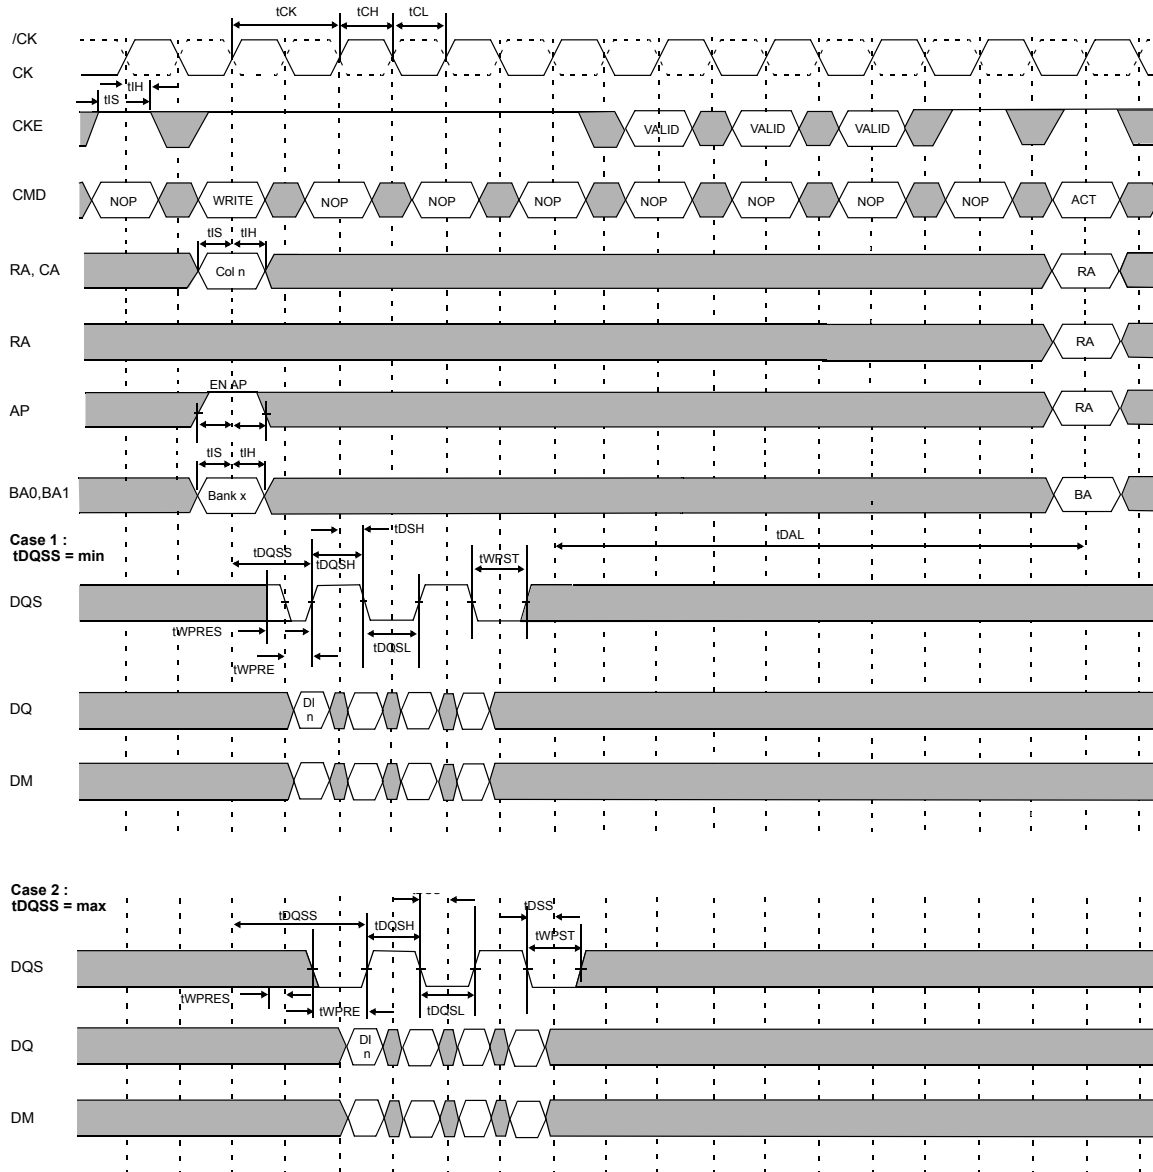 tCK tCH tCL
/CK
CK
tIH
tIS
CKE VALID VALID VALID
CMD NOP WRITE NOP NOP NOP NOP NOP NOP NOP ACT
tIS tIH
RA, CA Col n RA
RA RA
EN AP
AP RA
tIS tIH
BA0,BA1 Bank x BA
Case 1 :
tDQSS = min
tDSH
tDQSS tDQSH tWPST tDAL
DQS
tWPRES tDQSL
tWPRE
DQ DI n
DM
Case 2 :
tDQSS = max
tDQSS tDQSH tDSS
tWPST
DQS
tWPRES tWPRE tDQSL
DQ DI n
DM